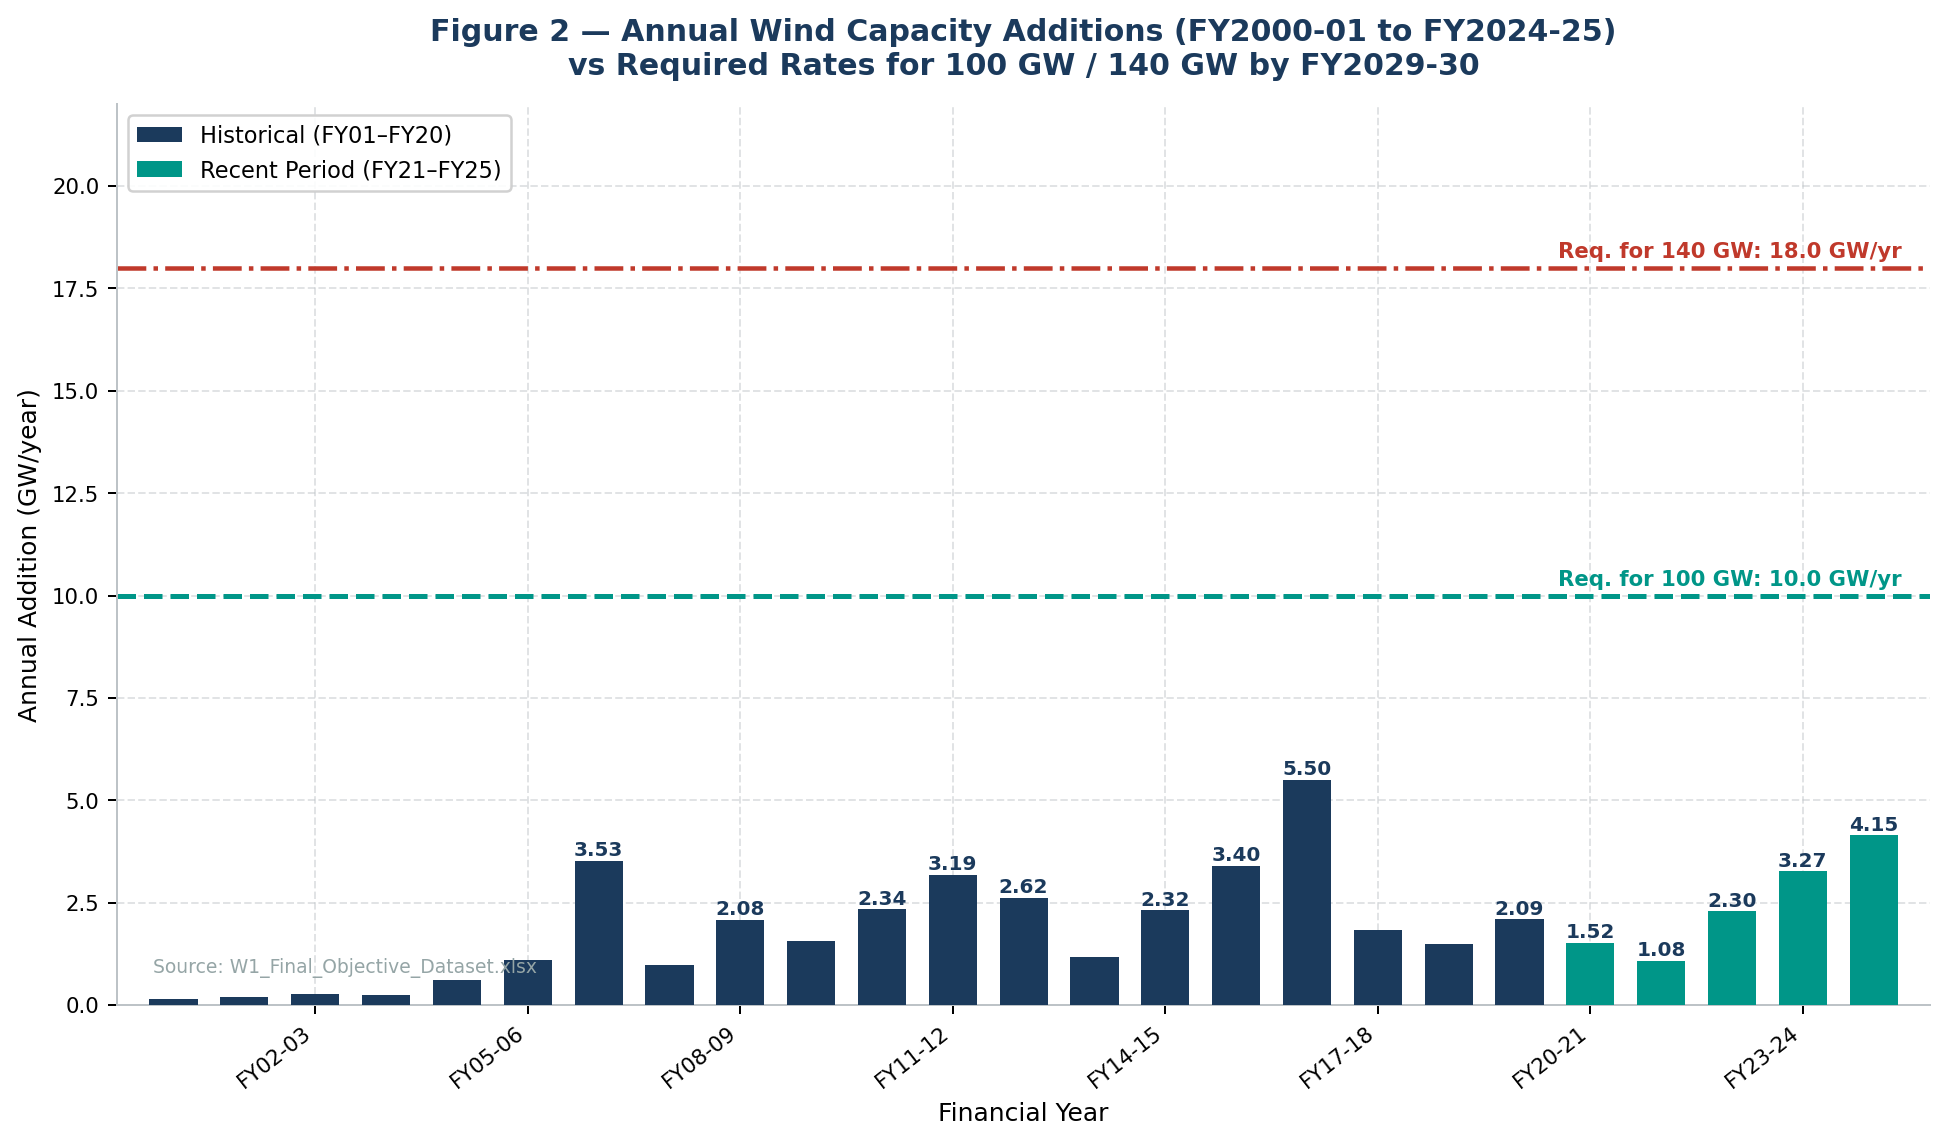 Figure 2 — Annual Wind Capacity Additions (FY2000-01 to FY2024-25)
vs Required Rates for 100 GW / 140 GW by FY2029-30
Historical (FY01–FY20)
Recent Period (FY21–FY25)
Annual Addition (GW/year)
20.0
17.5
15.0
12.5
10.0
7.5
5.0
2.5
0.0
Req. for 140 GW: 18.0 GW/yr
Req. for 100 GW: 10.0 GW/yr
3.53
2.08
2.34
3.19
2.62
2.32
3.40
5.50
2.09
1.52
1.08
2.30
3.27
4.15
Source: W1_Final_Objective_Dataset.xlsx
FY02-03
FY05-06
FY08-09
FY11-12
FY14-15
FY17-18
FY20-21
FY23-24
Financial Year